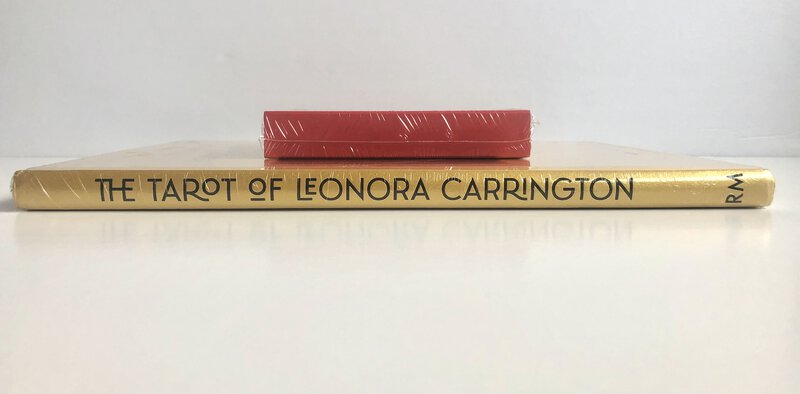 THE TAROT OF LEONORA CARRINGTON
RM